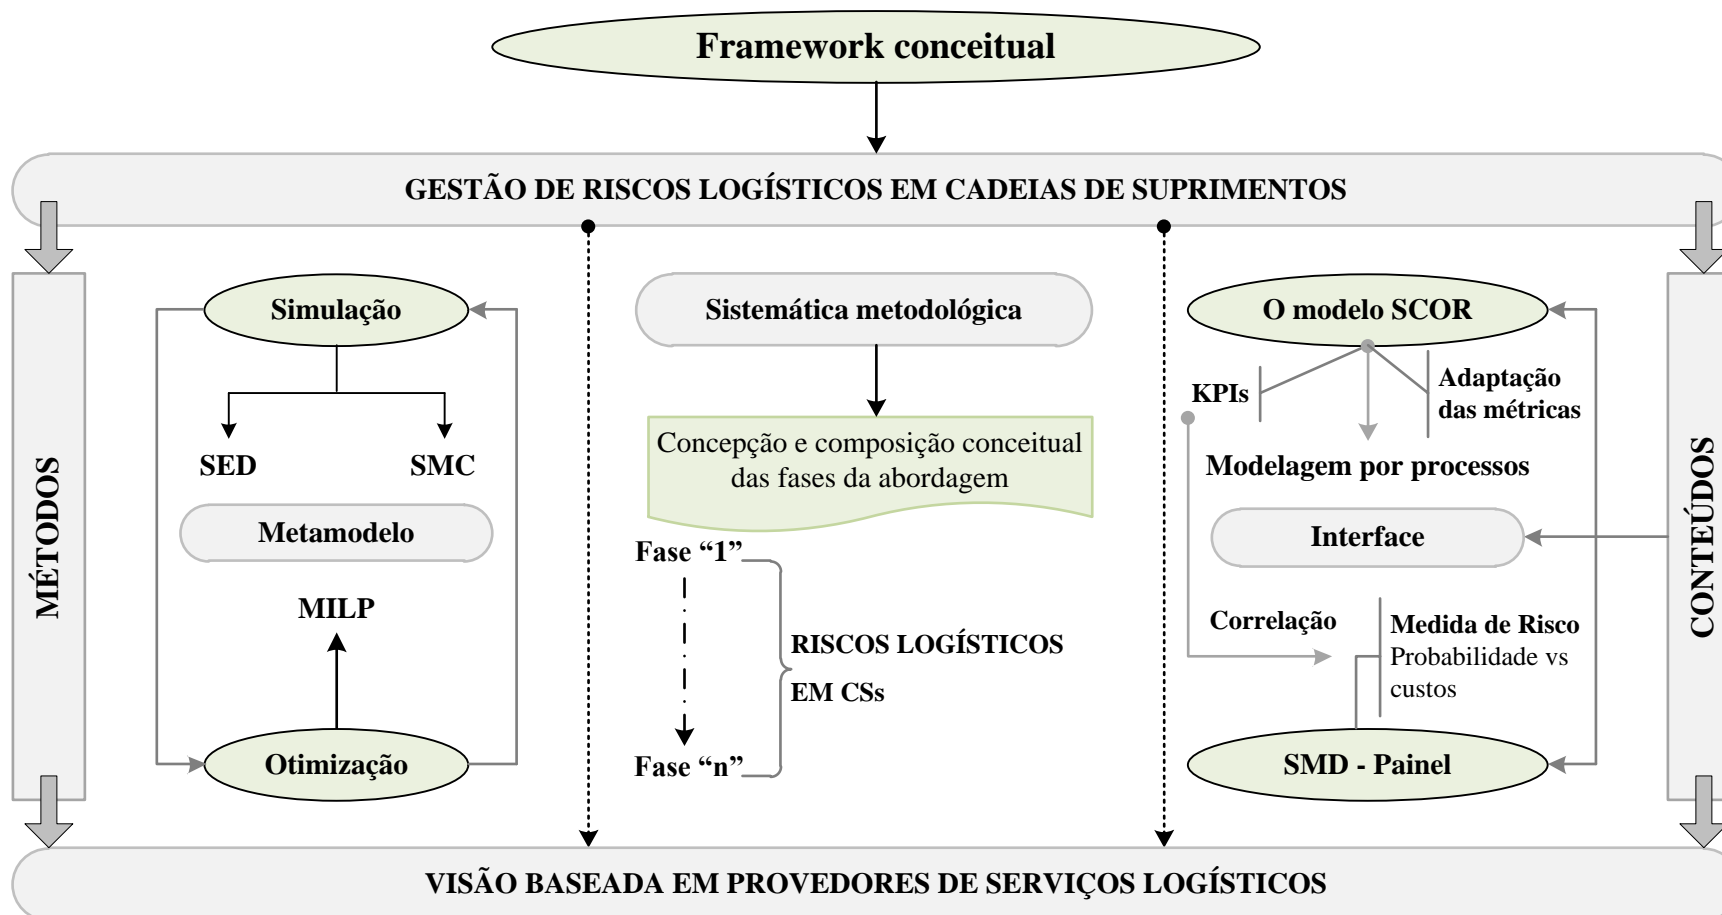 Framework conceitual
GESTÃO DE RISCOS LOGÍSTICOS EM CADEIAS DE SUPRIMENTOS
MÉTODOS
Simulação
SED
SMC
Metamodelo
MILP
Otimização
Sistemática metodológica
Concepção e composição conceitual
das fases da abordagem
Fase “1”
RISCOS LOGÍSTICOS
EM CSs
Fase “n”
O modelo SCOR
KPIs
Adaptação
das métricas
Modelagem por processos
Interface
Correlação
Medida de Risco
Probabilidade vs
custos
SMD - Painel
CONTEÚDOS
VISÃO BASEADA EM PROVEDORES DE SERVIÇOS LOGÍSTICOS